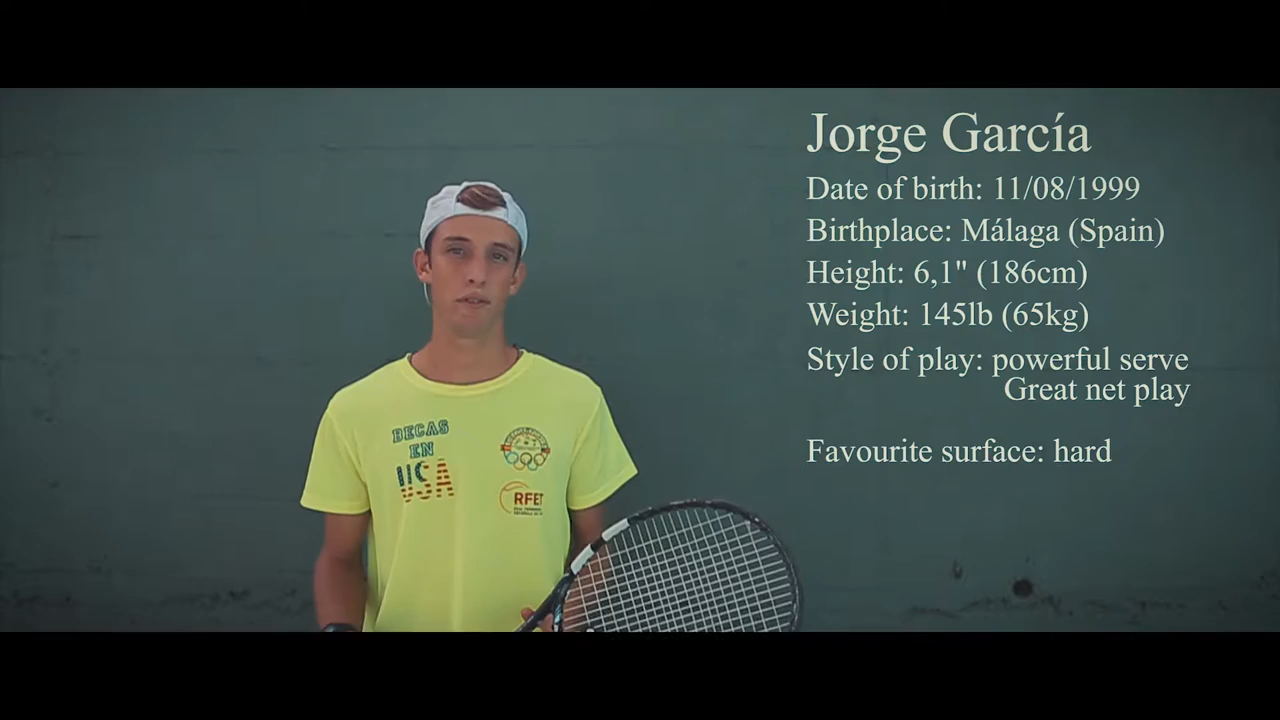 Jorge García
Date of birth: 11/08/1999
Birthplace: Málaga (Spain)
Height: 6,1" (186cm)
Weight: 145lb (65kg)
Style of play: powerful serve
Great net play
Favourite surface: hard
BECAS
EN
USA
RFET